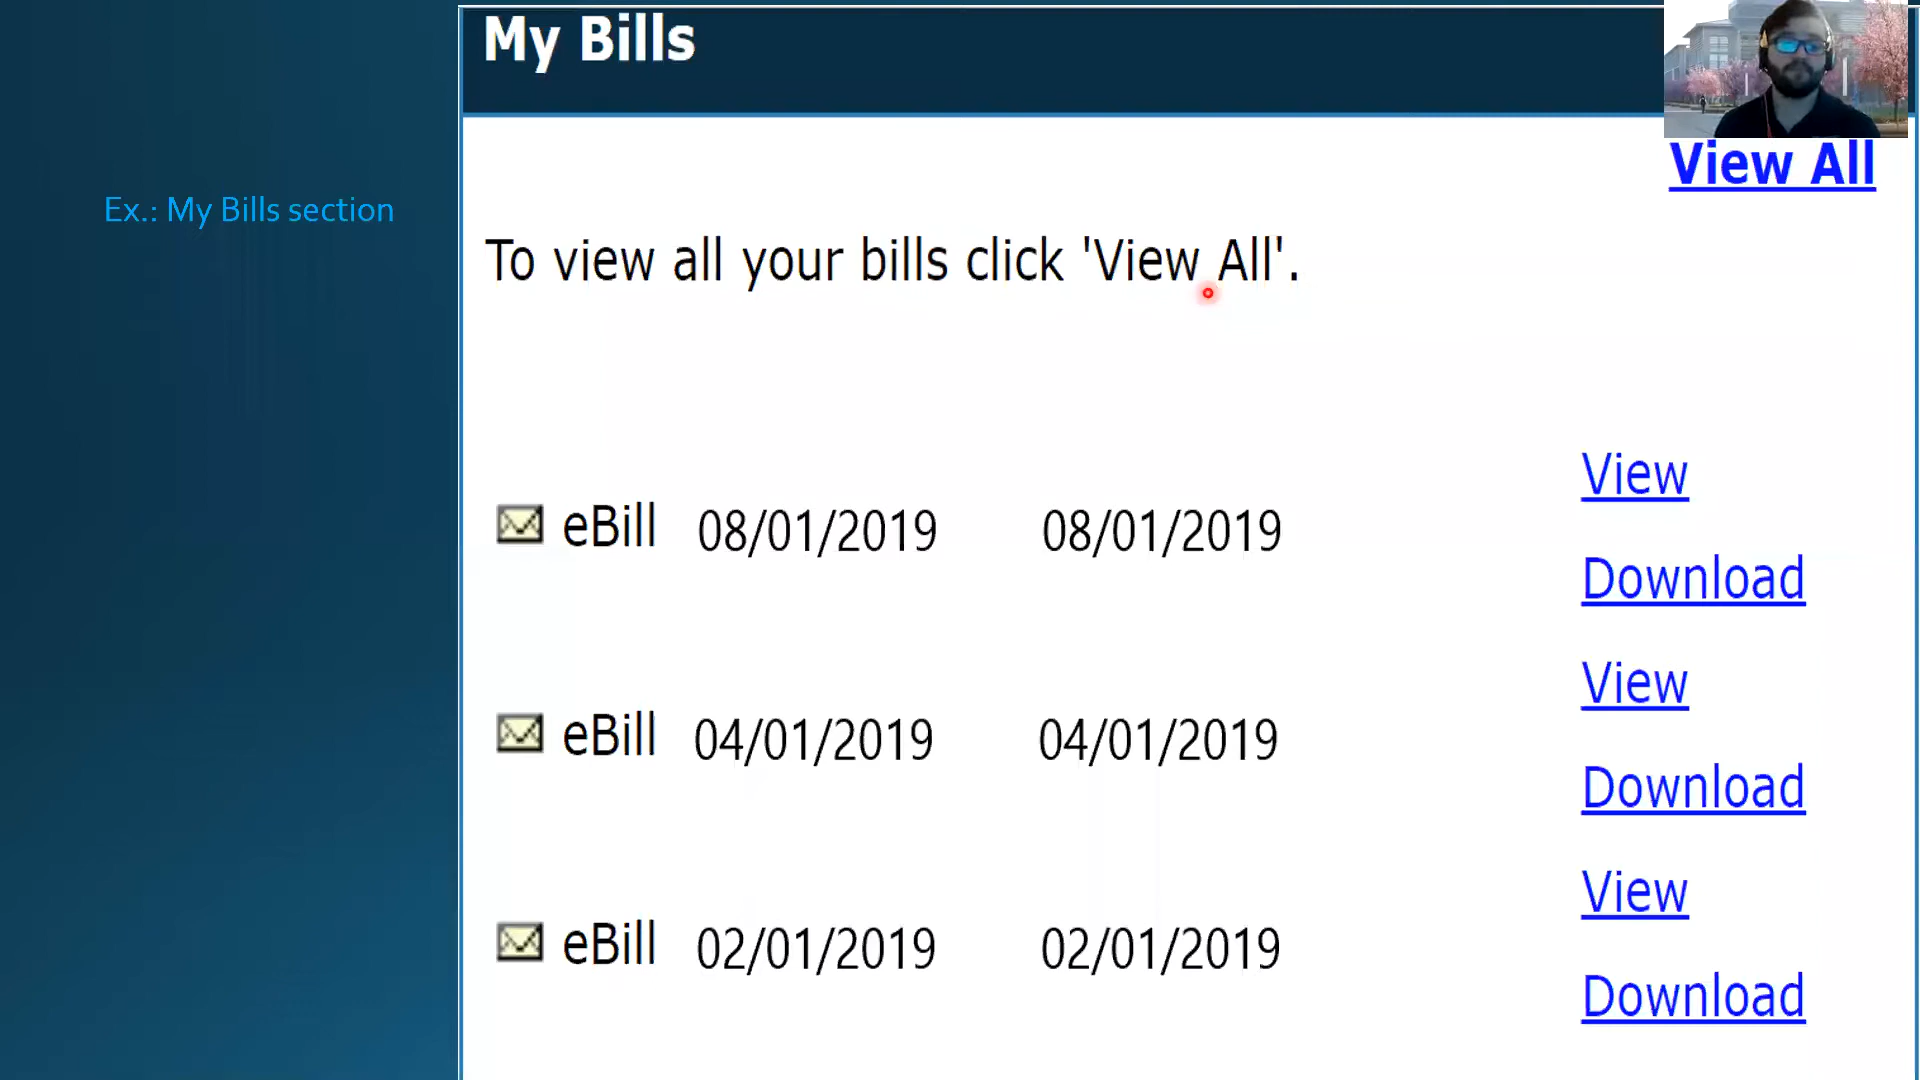 My Bills
View All
Ex.: My Bills section
To view all your bills click 'View All'.
View
eBill 08/01/2019 08/01/2019
Download
View
eBill 04/01/2019 04/01/2019
Download
View
eBill 02/01/2019 02/01/2019
Download